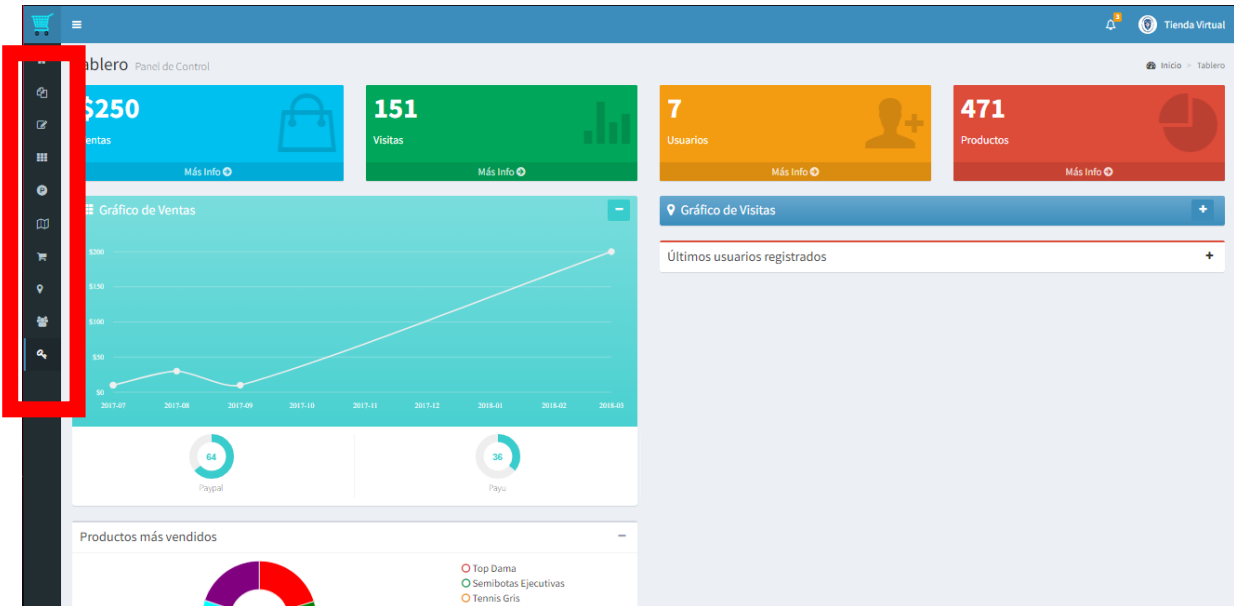 3
Tienda Virtual
Tablero Panel de Control
Inicio > Tablero
$250
Ventas
Más Info
151
Visitas
Más Info
7
Usuarios
Más Info
471
Productos
Más Info
Gráfico de Ventas
$200
$150
$100
$50
$0
2017-07 2017-08 2017-09 2017-10 2017-11 2017-12 2018-01 2018-02 2018-03
64
Paypal
36
Payu
Productos más vendidos
Top Dama
Semibotas Ejecutivas
Tennis Gris
Gráfico de Visitas
Últimos usuarios registrados